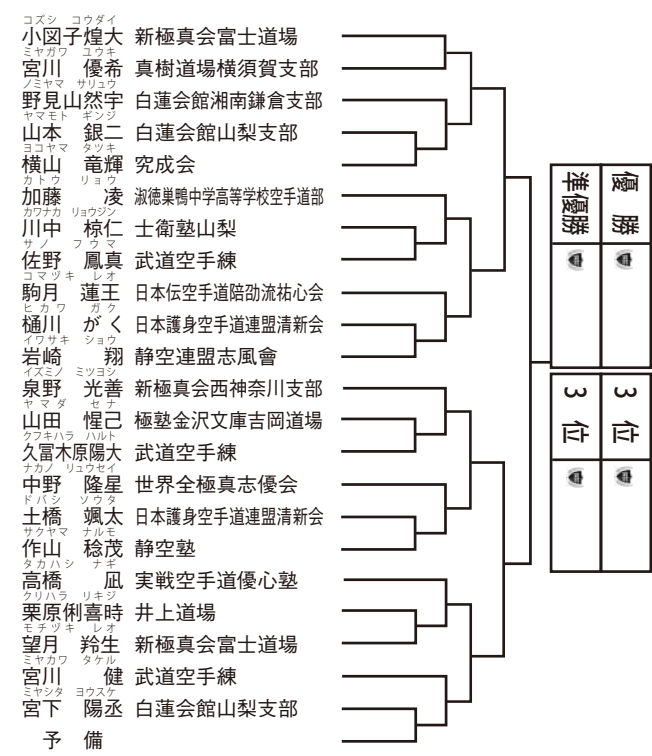 コズシ コウダイ
小図子煌大 新極真会富士道場
ミヤガワ ユウキ
宮川 優希 真樹道場横須賀支部
ノミヤマ サリュウ
野見山然宇 白蓮会館湘南鎌倉支部
ヤマモト ギンジ
山本 銀二 白蓮会館山梨支部
ヨコヤマ タツキ
横山 竜輝 究成会
カトウ リョウ
加藤 凌 淑徳巣鴨中学高等学校空手道部
カワナカ リョウジン
川中 椋仁 士衛塾山梨
サノ フウマ
佐野 鳳真 武道空手練
コマヅキ レオ
駒月 蓮王 日本伝空手道陪劭流祐心会
ヒカワ ガク
樋川 がく 日本護身空手道連盟清新会
イワサキ ショウ
岩崎 翔 静空連盟志風會
イズミノ ミツヨシ
泉野 光善 新極真会西神奈川支部
ヤマダ セナ
山田 惺己 極塾金沢文庫吉岡道場
クフキハラ ハルト
久冨木原陽大 武道空手練
ナカノ リュウセイ
中野 隆星 世界全極真志優会
ドバシ ソウタ
土橋 颯太 日本護身空手道連盟清新会
サクヤマ ナルモ
作山 稔茂 静空塾
タカハシ ナギ
高橋 凪 実戦空手道優心塾
クリハラ リキジ
栗原俐喜時 井上道場
モチヅキ レオ
望月 羚生 新極真会富士道場
ミヤカワ タケル
宮川 健 武道空手練
ミヤシタ ヨウスケ
宮下 陽丞 白蓮会館山梨支部
予 備
優 勝
準優勝
3 位
3 位